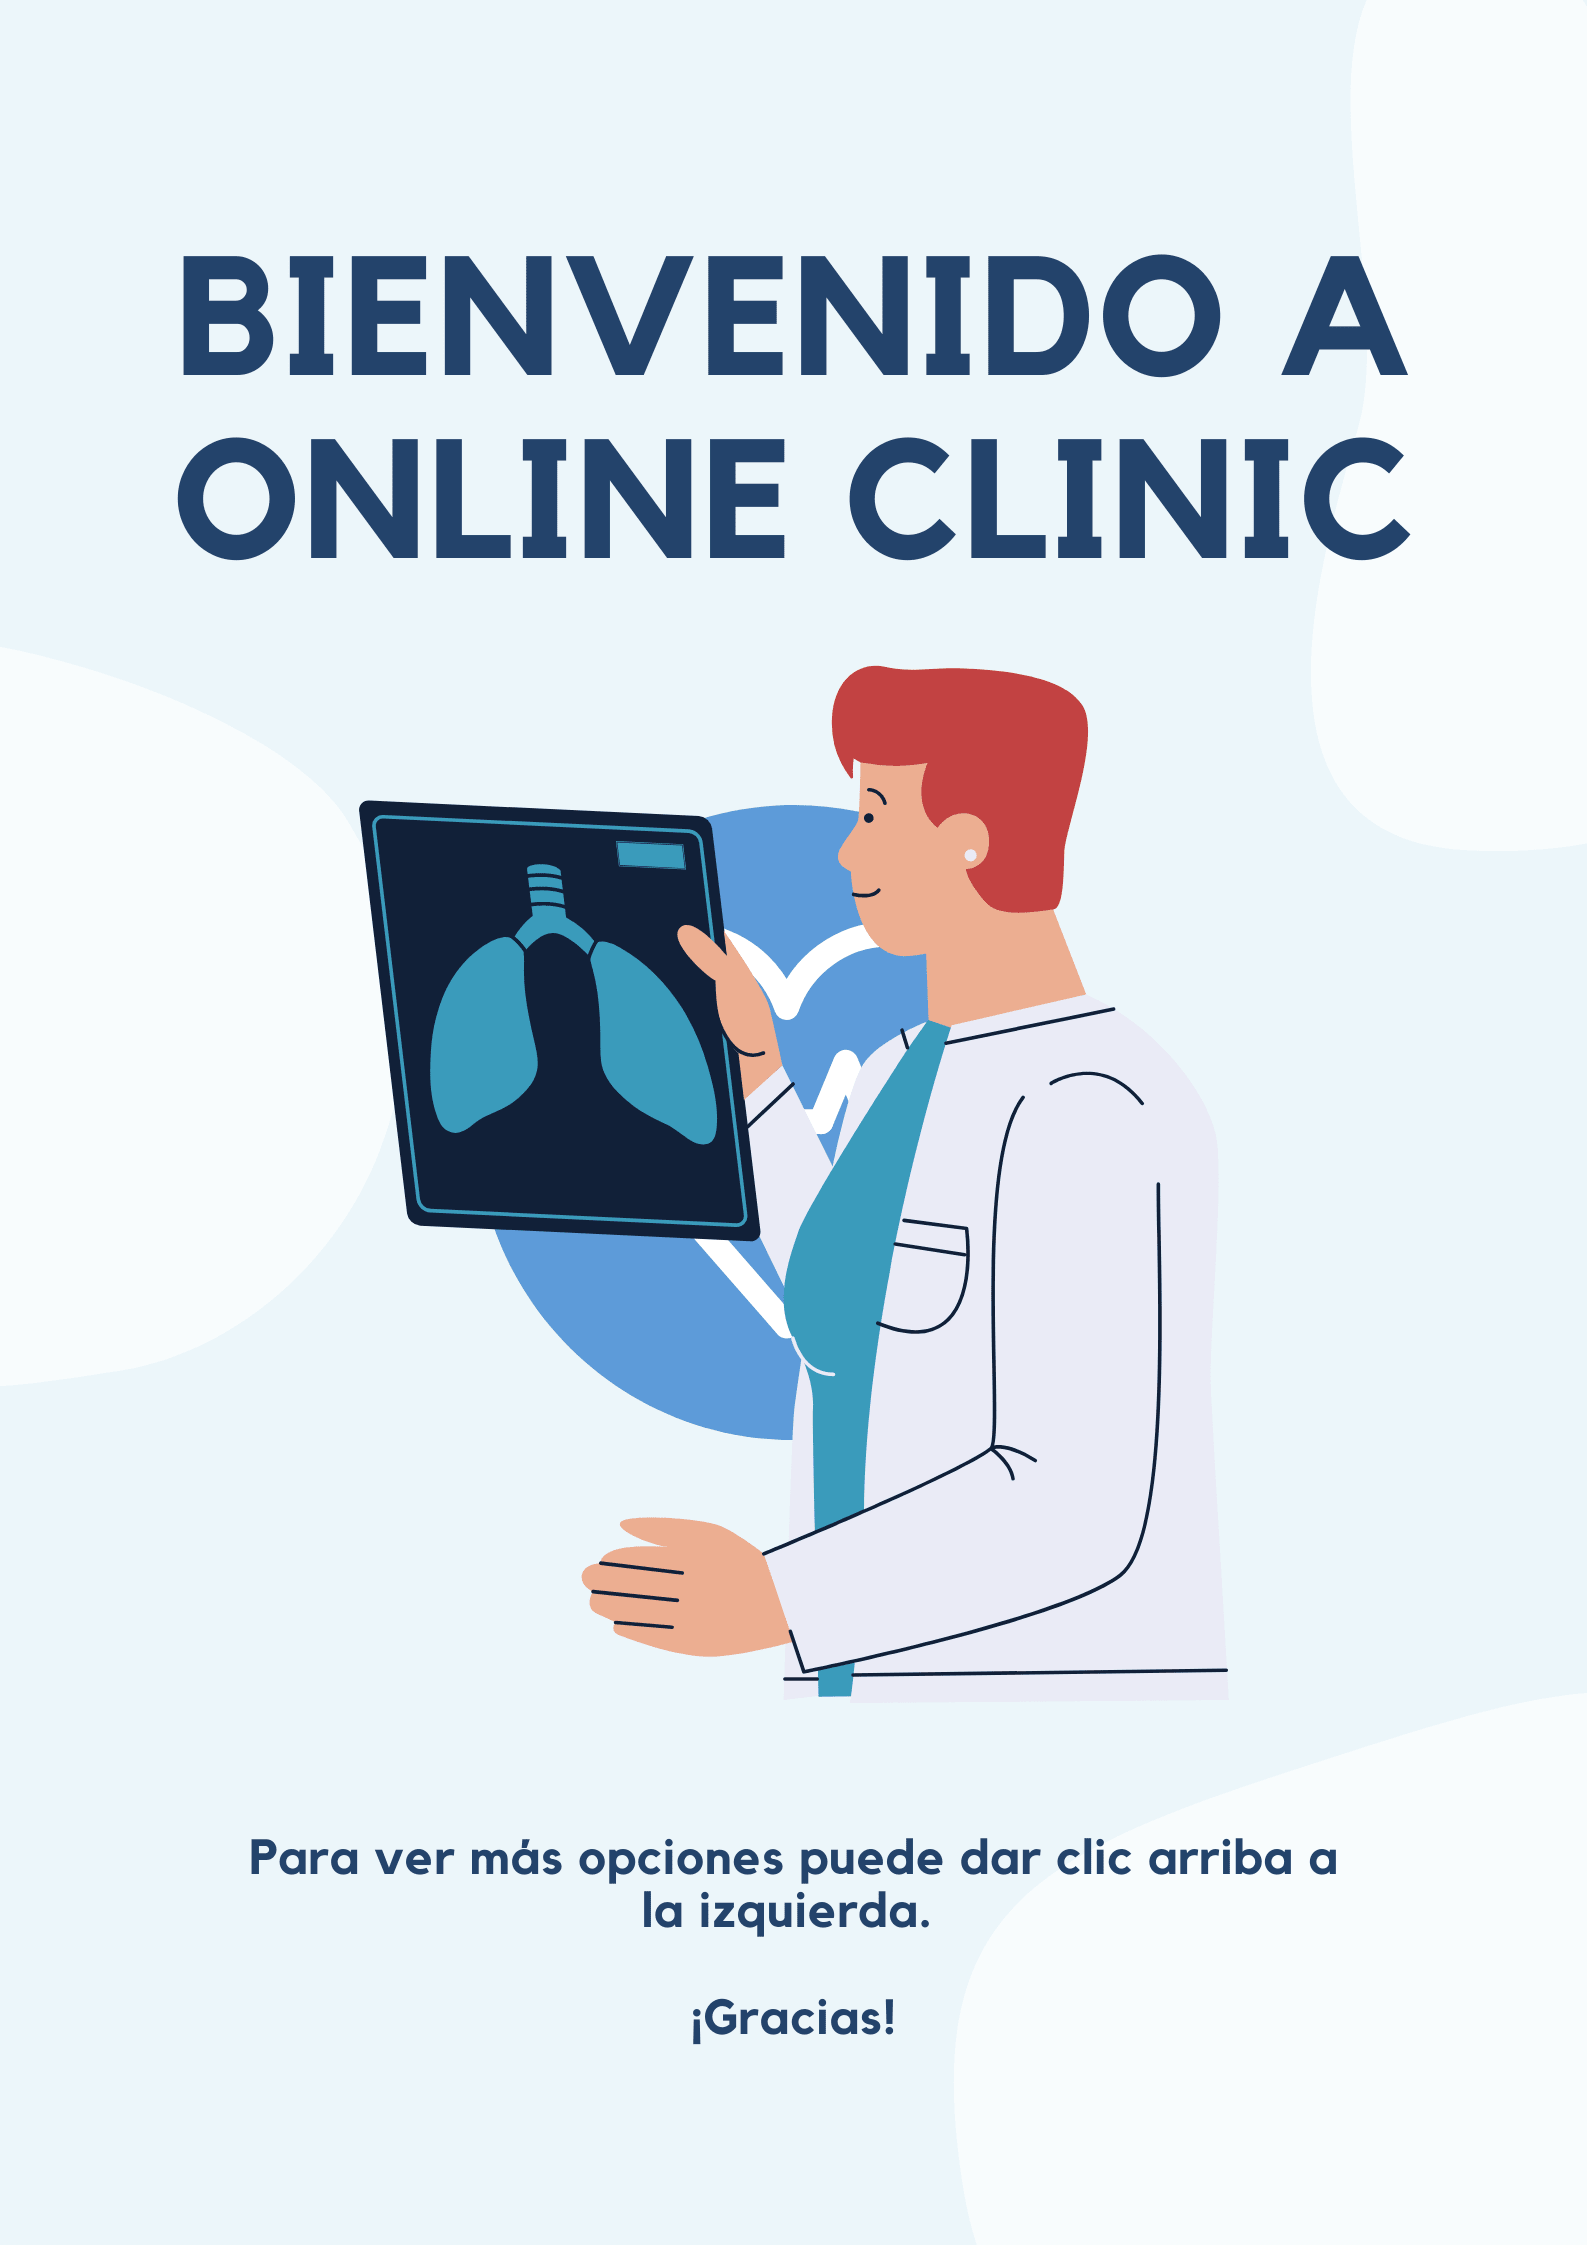 BIENVENIDO A
ONLINE CLINIC
Para ver más opciones puede dar clic arriba a
la izquierda.
¡Gracias!